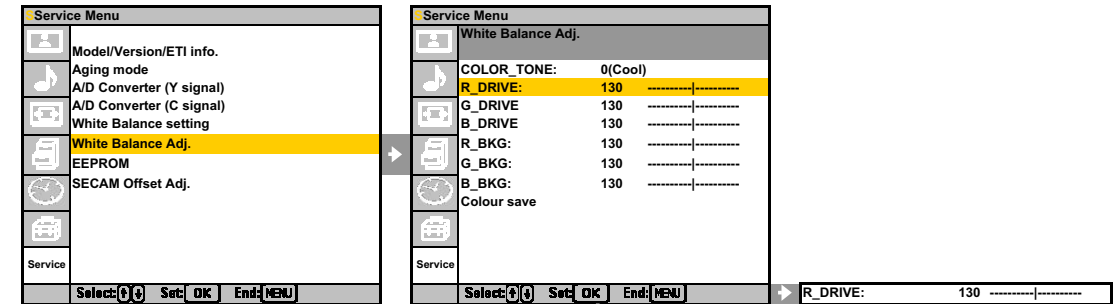 Service Menu
Model/Version/ETI info.
Aging mode
A/D Converter (Y signal)
A/D Converter (C signal)
White Balance setting
White Balance Adj.
EEPROM
SECAM Offset Adj.
Service
Select: Set: OK End: MENU
Service Menu
White Balance Adj.
COLOR_TONE: 0(Cool)
R_DRIVE: 130 ----------|----------
G_DRIVE 130 ----------|----------
B_DRIVE 130 ----------|----------
R_BKG: 130 ----------|----------
G_BKG: 130 ----------|----------
B_BKG: 130 ----------|----------
Colour save
Service
Select: Set: OK End: MENU
R_DRIVE: 130 ----------|----------